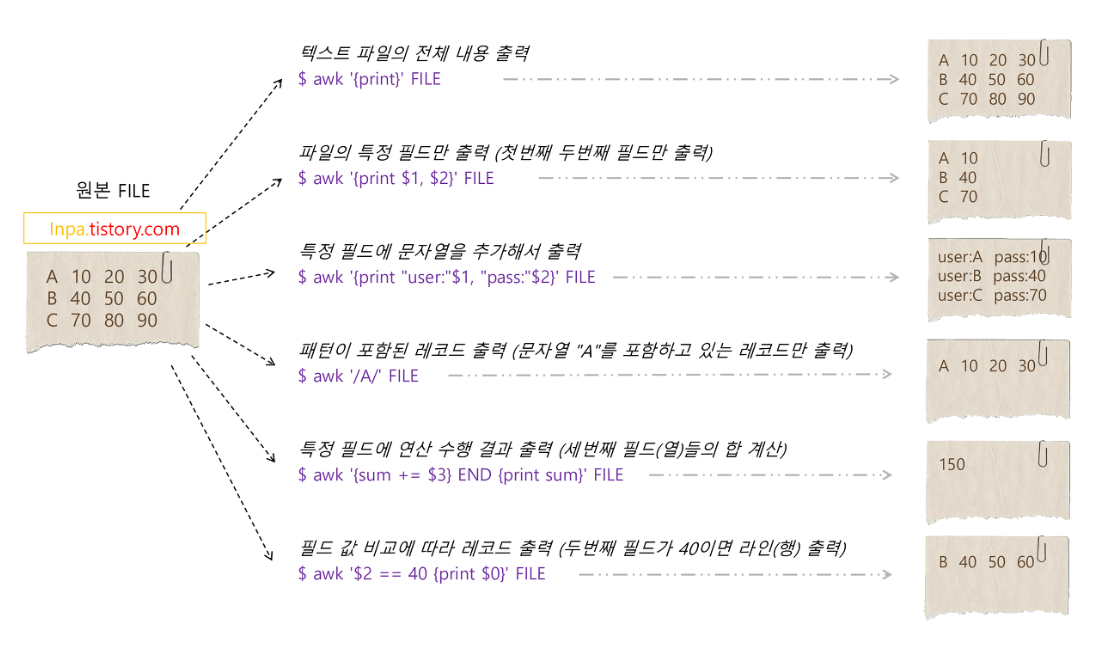 원본 FILE
Inpa.tistory.com
A 10 20 30
B 40 50 60
C 70 80 90
텍스트 파일의 전체 내용 출력
$ awk '{print}' FILE
A 10 20 30
B 40 50 60
C 70 80 90
파일의 특정 필드만 출력 (첫번째 두번째 필드만 출력)
$ awk '{print $1, $2}' FILE
A 10
B 40
C 70
특정 필드에 문자열을 추가해서 출력
$ awk '{print "user:"$1, "pass:"$2}' FILE
user:A pass:10
user:B pass:40
user:C pass:70
패턴이 포함된 레코드 출력 (문자열 "A"를 포함하고 있는 레코드만 출력)
$ awk '/A/' FILE
A 10 20 30
특정 필드에 연산 수행 결과 출력 (세번째 필드(열)들의 합 계산)
$ awk '{sum += $3} END {print sum}' FILE
150
필드 값 비교에 따라 레코드 출력 (두번째 필드가 40이면 라인(행) 출력)
$ awk '$2 == 40 {print $0}' FILE
B 40 50 60